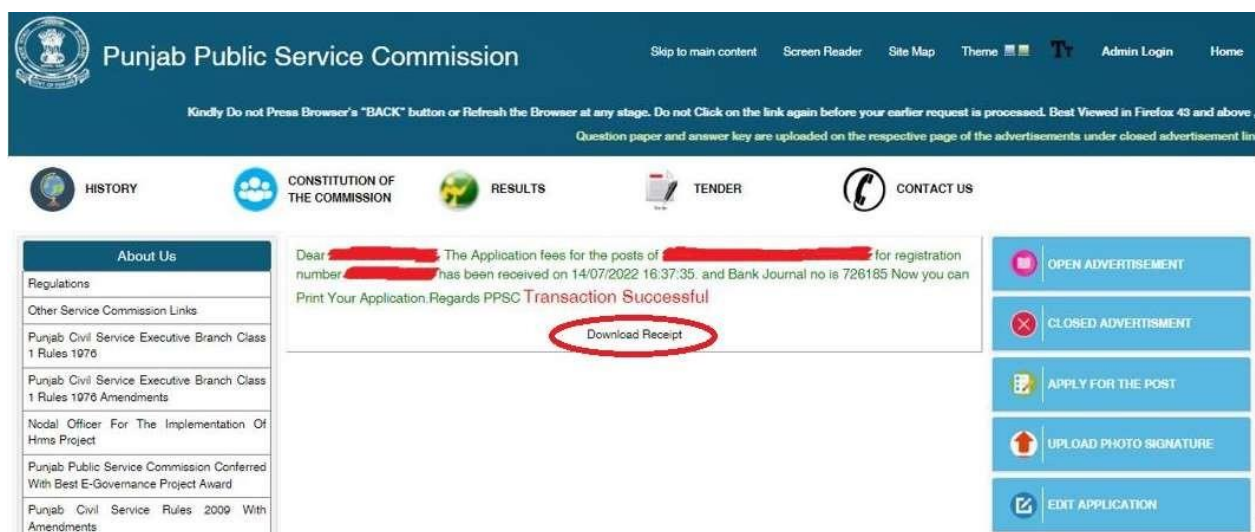 Punjab Public Service Commission
Skip to main content Screen Reader Site Map Theme Tт Admin Login Home
Kindly Do not Press Browser's "BACK" button or Refresh the Browser at any stage. Do not Click on the link again before your earlier request is processed. Best Viewed in Firefox 43 and above
Question paper and answer key are uploaded on the respective page of the advertisements under closed advertisement
HISTORY
CONSTITUTION OF
THE COMMISSION
RESULTS
TENDER
CONTACT US
About Us
Regulations
Other Service Commission Links
Punjab Civil Service Executive Branch Class
1 Rules 1976
Punjab Civil Service Executive Branch Class
1 Rules 1976 Amendments
Nodal Officer For The Implementation Of
Hrms Project
Punjab Public Service Commission Conferred
With Best E-Governance Project Award
Punjab Civil Service Rules 2009 With
Amendments
Dear The Application fees for the posts of for registration
number has been received on 14/07/2022 16:37:35. and Bank Journal no is 726185 Now you can
Print Your Application.Regards PPSC Transaction Successful
Download Receipt
OPEN ADVERTISEMENT
CLOSED ADVERTISMENT
APPLY FOR THE POST
UPLOAD PHOTO SIGNATURE
EDIT APPLICATION